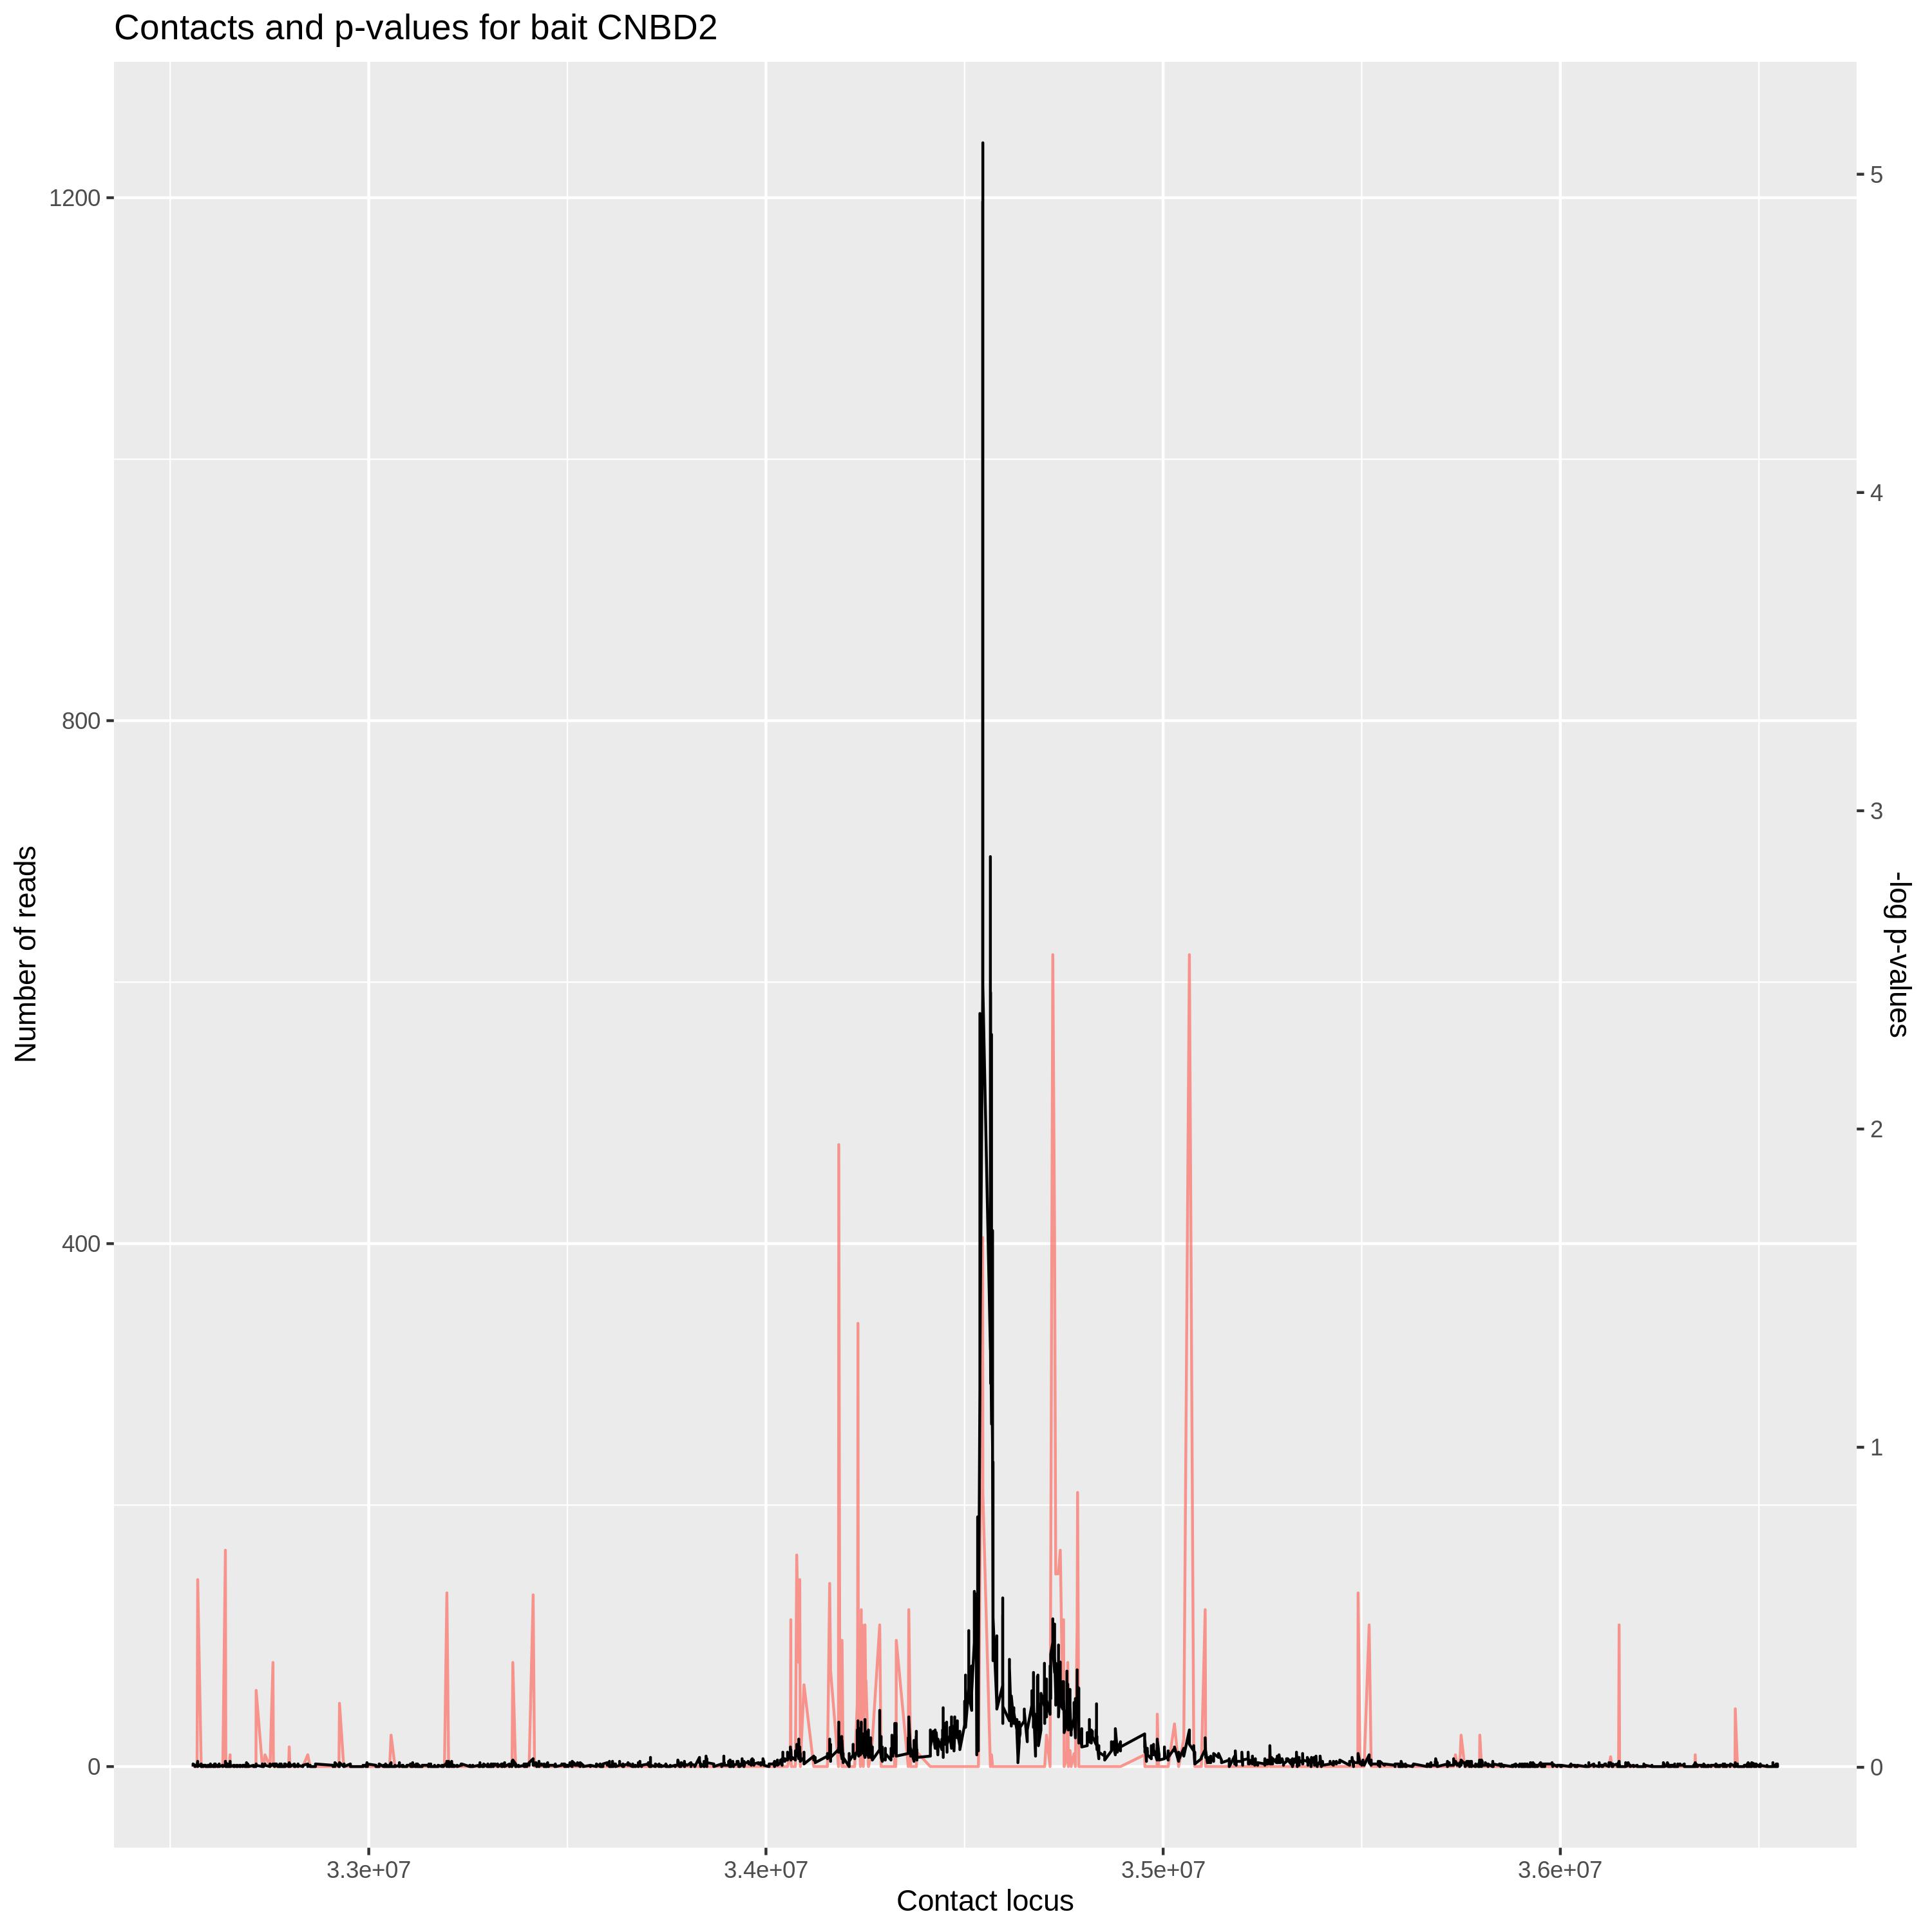 Contacts and p-values for bait CNBD2
Number of reads
1200
800
400
0
5
4
3
2
1
0
-log p-values
3.3e+07
3.4e+07
3.5e+07
3.6e+07
Contact locus